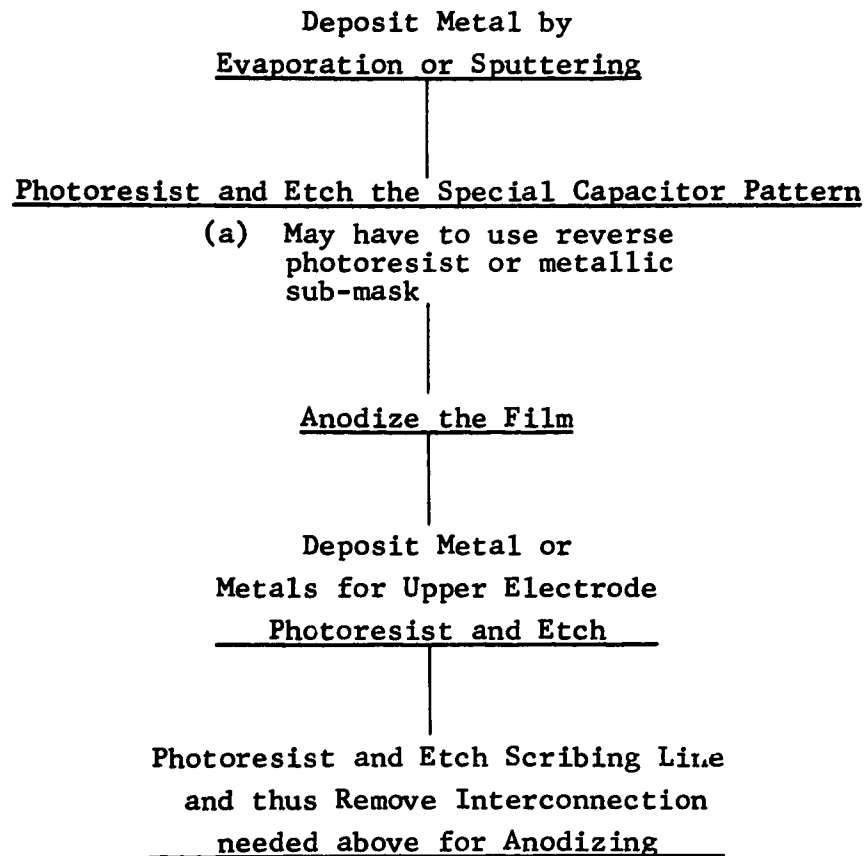 Deposit Metal by
Evaporation or Sputtering
Photoresist and Etch the Special Capacitor Pattern
(a) May have to use reverse
photoresist or metallic
sub-mask
Anodize the Film
Deposit Metal or
Metals for Upper Electrode
Photoresist and Etch
Photoresist and Etch Scribing Line
and thus Remove Interconnection
needed above for Anodizing